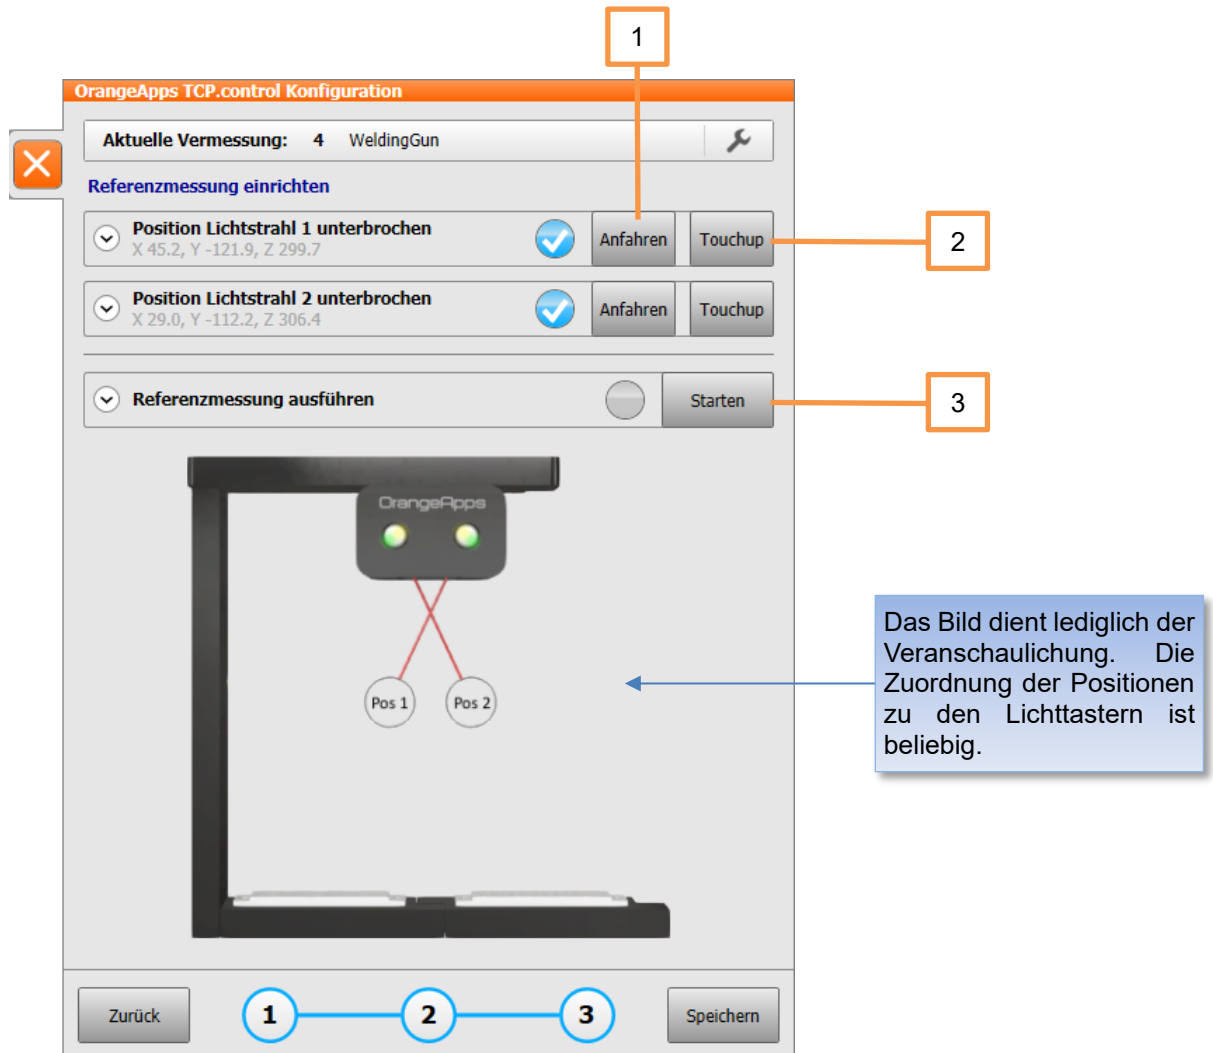 1
OrangeApps TCP.control Konfiguration
Aktuelle Vermessung: 4 WeldingGun
Referenzmessung einrichten
Position Lichtstrahl 1 unterbrochen
X 45.2, Y -121.9, Z 299.7
Anfahren
Touchup
2
Position Lichtstrahl 2 unterbrochen
X 29.0, Y -112.2, Z 306.4
Anfahren
Touchup
Referenzmessung ausführen
Starten
3
OrangeApps
Pos 1
Pos 2
Das Bild dient lediglich der
Veranschaulichung. Die
Zuordnung der Positionen
zu den Lichttastern ist
beliebig.
Zurück
1
2
3
Speichern